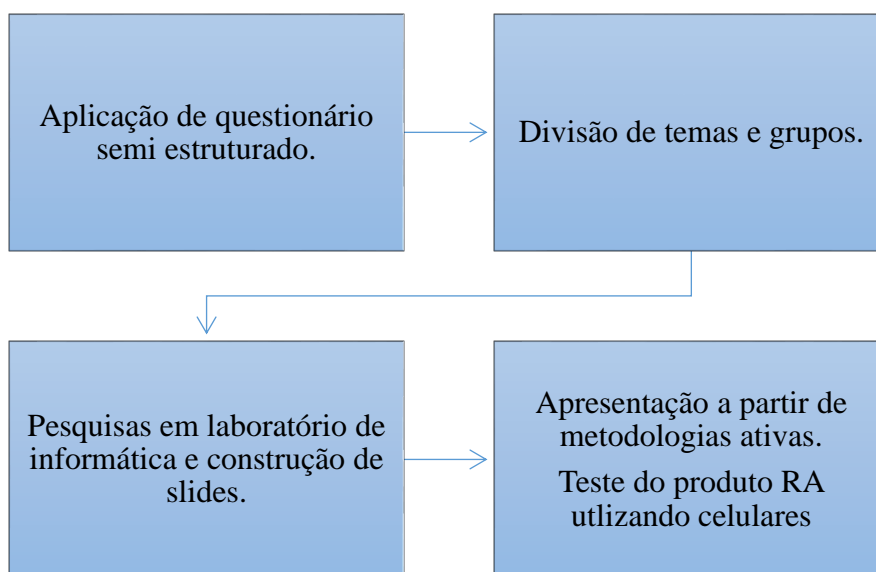 Aplicação de questionário
semi estruturado.
Divisão de temas e grupos.
Pesquisas em laboratório de
informática e construção de
slides.
Apresentação a partir de
metodologias ativas.
Teste do produto RA
utlizando celulares